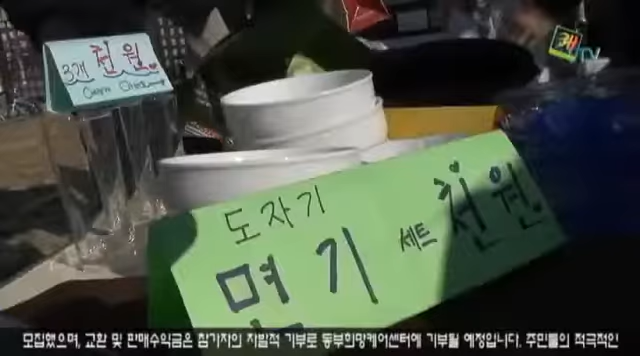 3개 천원
도자기
면기 세트 천원
TV
모집했으며, 교환 및 판매수익금은 참가자의 자발적 기부로 동부희망케어센터에 기부될 예정입니다. 주민들의 적극적인